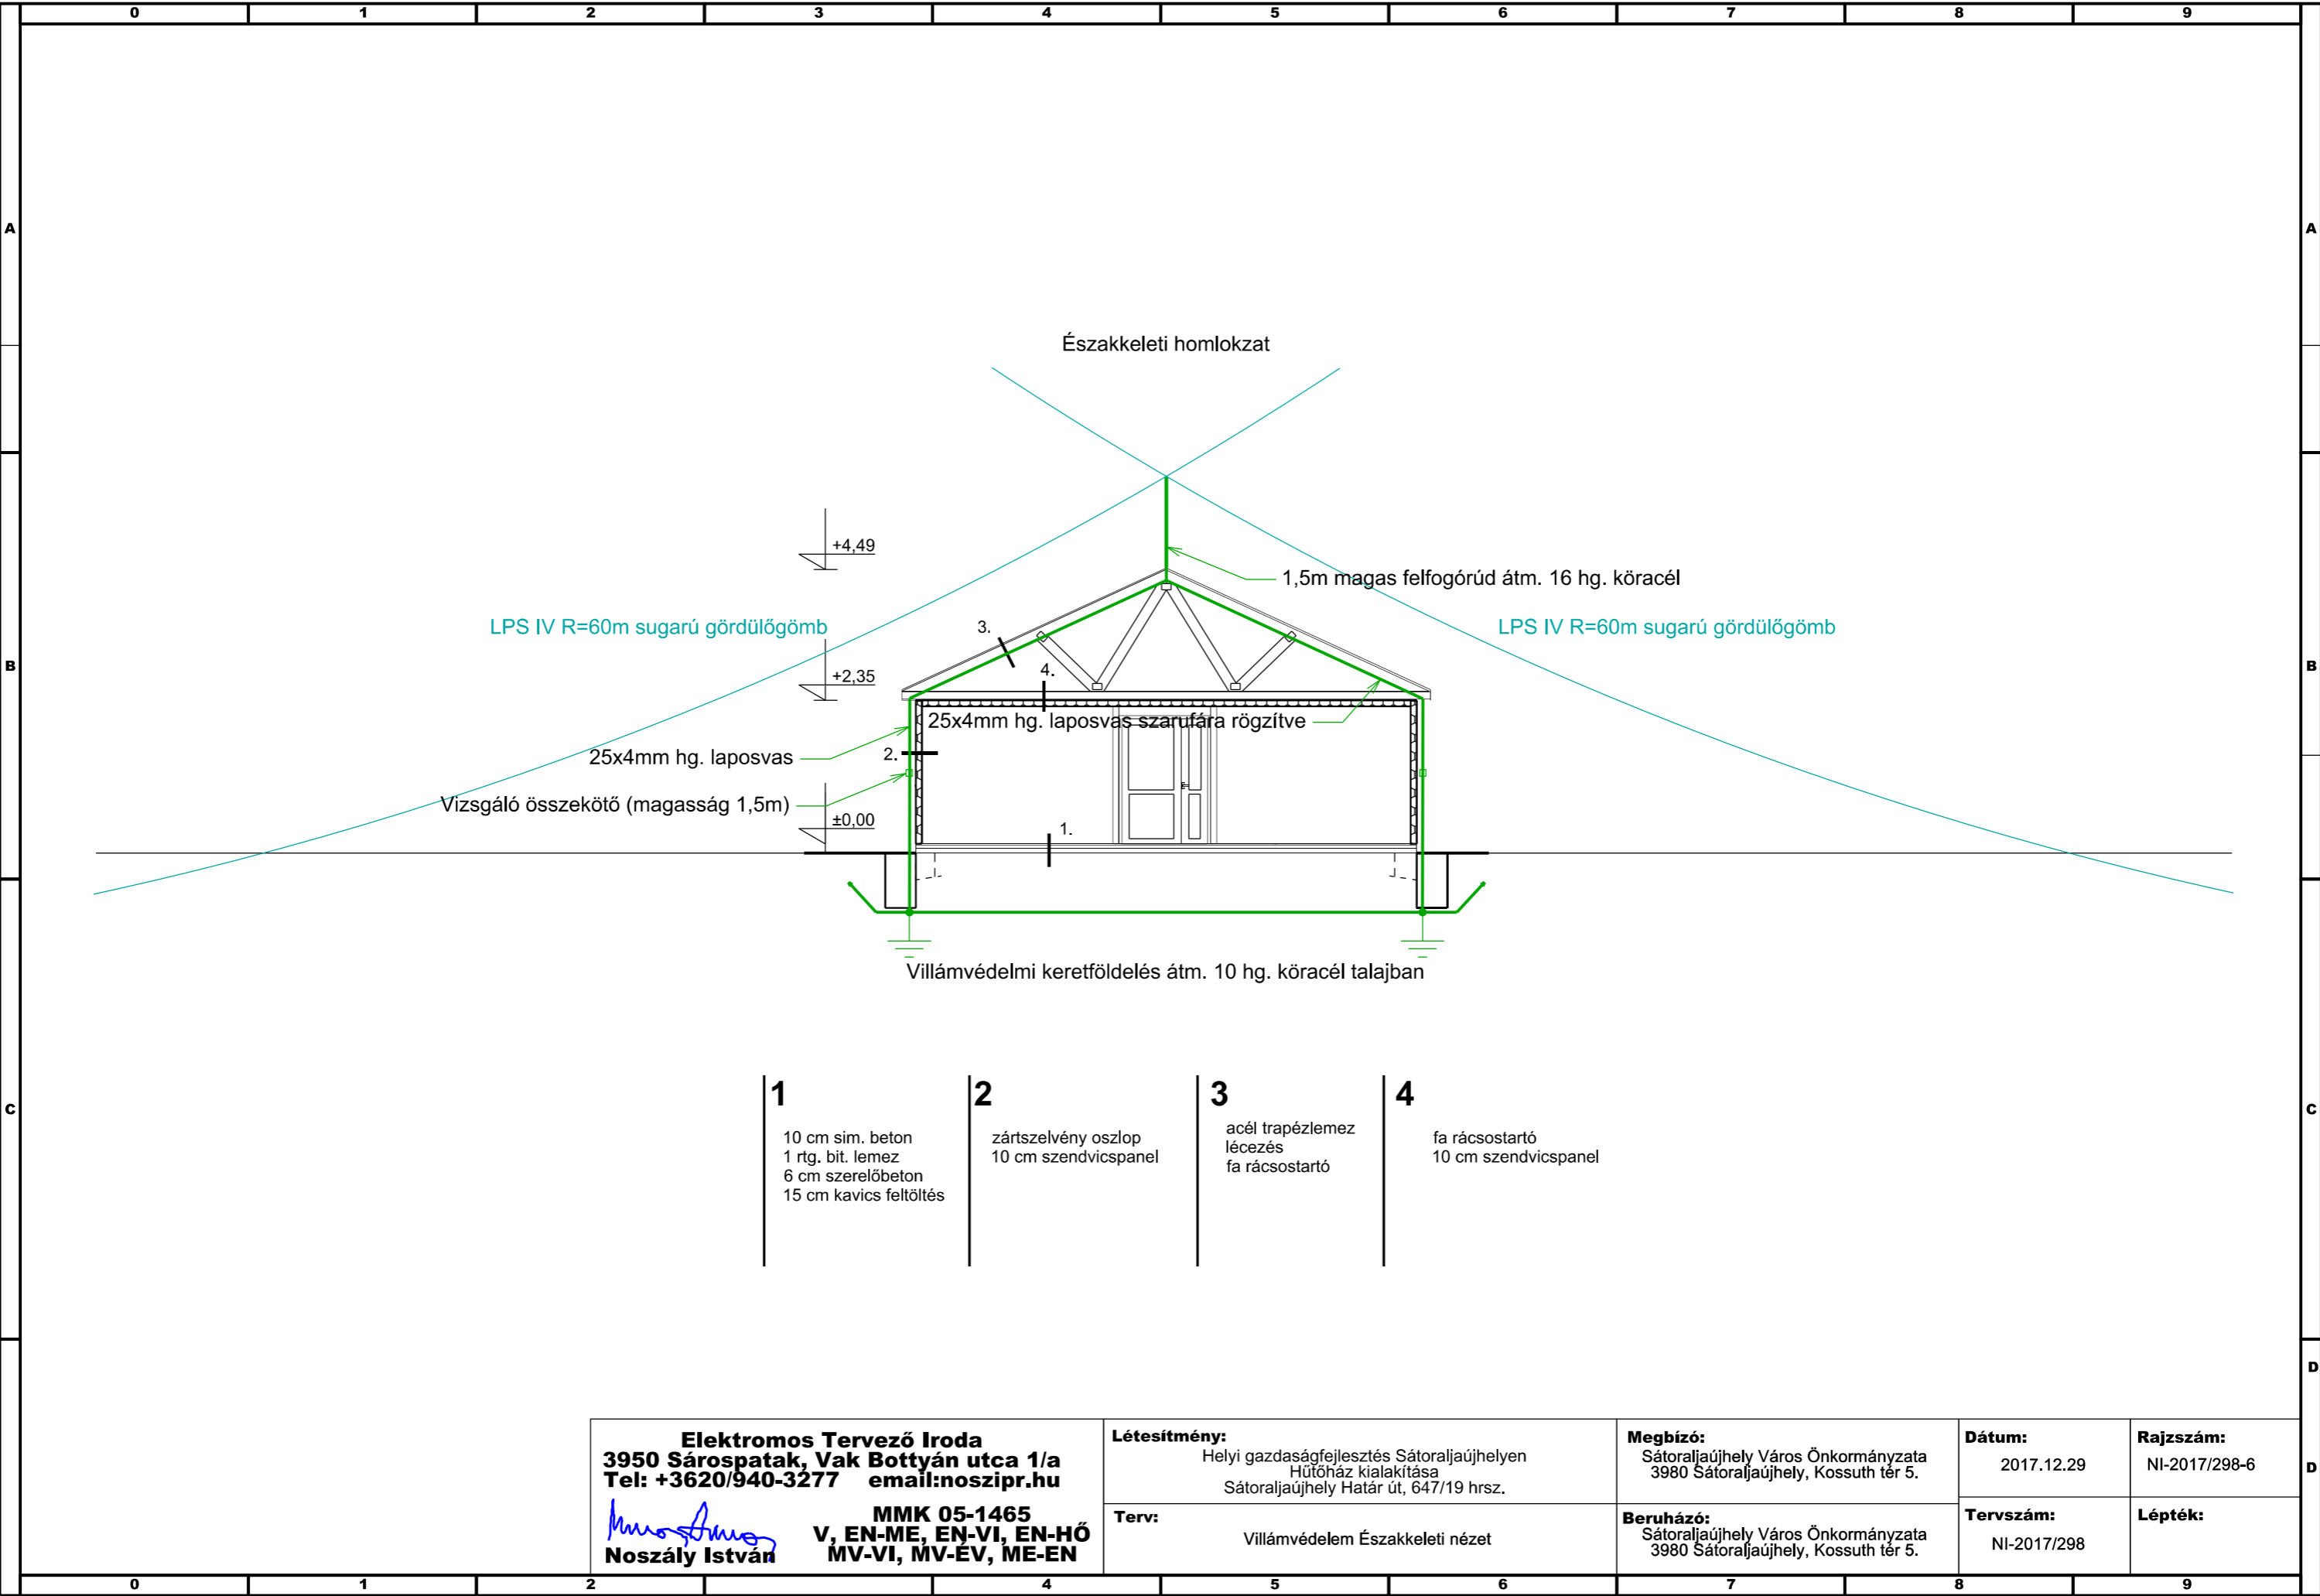 0 1 2 3 4 5 6 7 8 9
A A
Északkeleti homlokzat
+4,49
1,5m magas felfogórúd átm. 16 hg. köracél
LPS IV R=60m sugarú gördülőgömb
LPS IV R=60m sugarú gördülőgömb
3.
B B
+2,35
4.
25x4mm hg. laposvas szarufára rögzítve
25x4mm hg. laposvas
2.
Vizsgáló összekötő (magasság 1,5m)
±0,00
1.
Villámvédelmi keretföldelés átm. 10 hg. köracél talajban
C C
1
10 cm sim. beton
1 rtg. bit. lemez
6 cm szerelőbeton
15 cm kavics feltöltés
2
zártszelvény oszlop
10 cm szendvicspanel
3
acél trapézlemez
lécezés
fa rácsostartó
4
fa rácsostartó
10 cm szendvicspanel
D
D
Elektromos Tervező Iroda
3950 Sárospatak, Vak Bottyán utca 1/a
Tel: +3620/940-3277 email:noszipr.hu
MMK 05-1465
V, EN-ME, EN-VI, EN-HŐ
Noszály István MV-VI, MV-ÉV, ME-EN
Létesítmény:
Helyi gazdaságfejlesztés Sátoraljaújhelyen
Hűtőház kialakítása
Sátoraljaújhely Határ út, 647/19 hrsz.
Terv:
Villámvédelem Északkeleti nézet
Megbízó:
Sátoraljaújhely Város Önkormányzata
3980 Sátoraljaújhely, Kossuth tér 5.
Beruházó:
Sátoraljaújhely Város Önkormányzata
3980 Sátoraljaújhely, Kossuth tér 5.
Dátum:
2017.12.29
Tervszám:
NI-2017/298
Rajzszám:
NI-2017/298-6
Lépték:
0 1 2 4 5 6 7 8 9